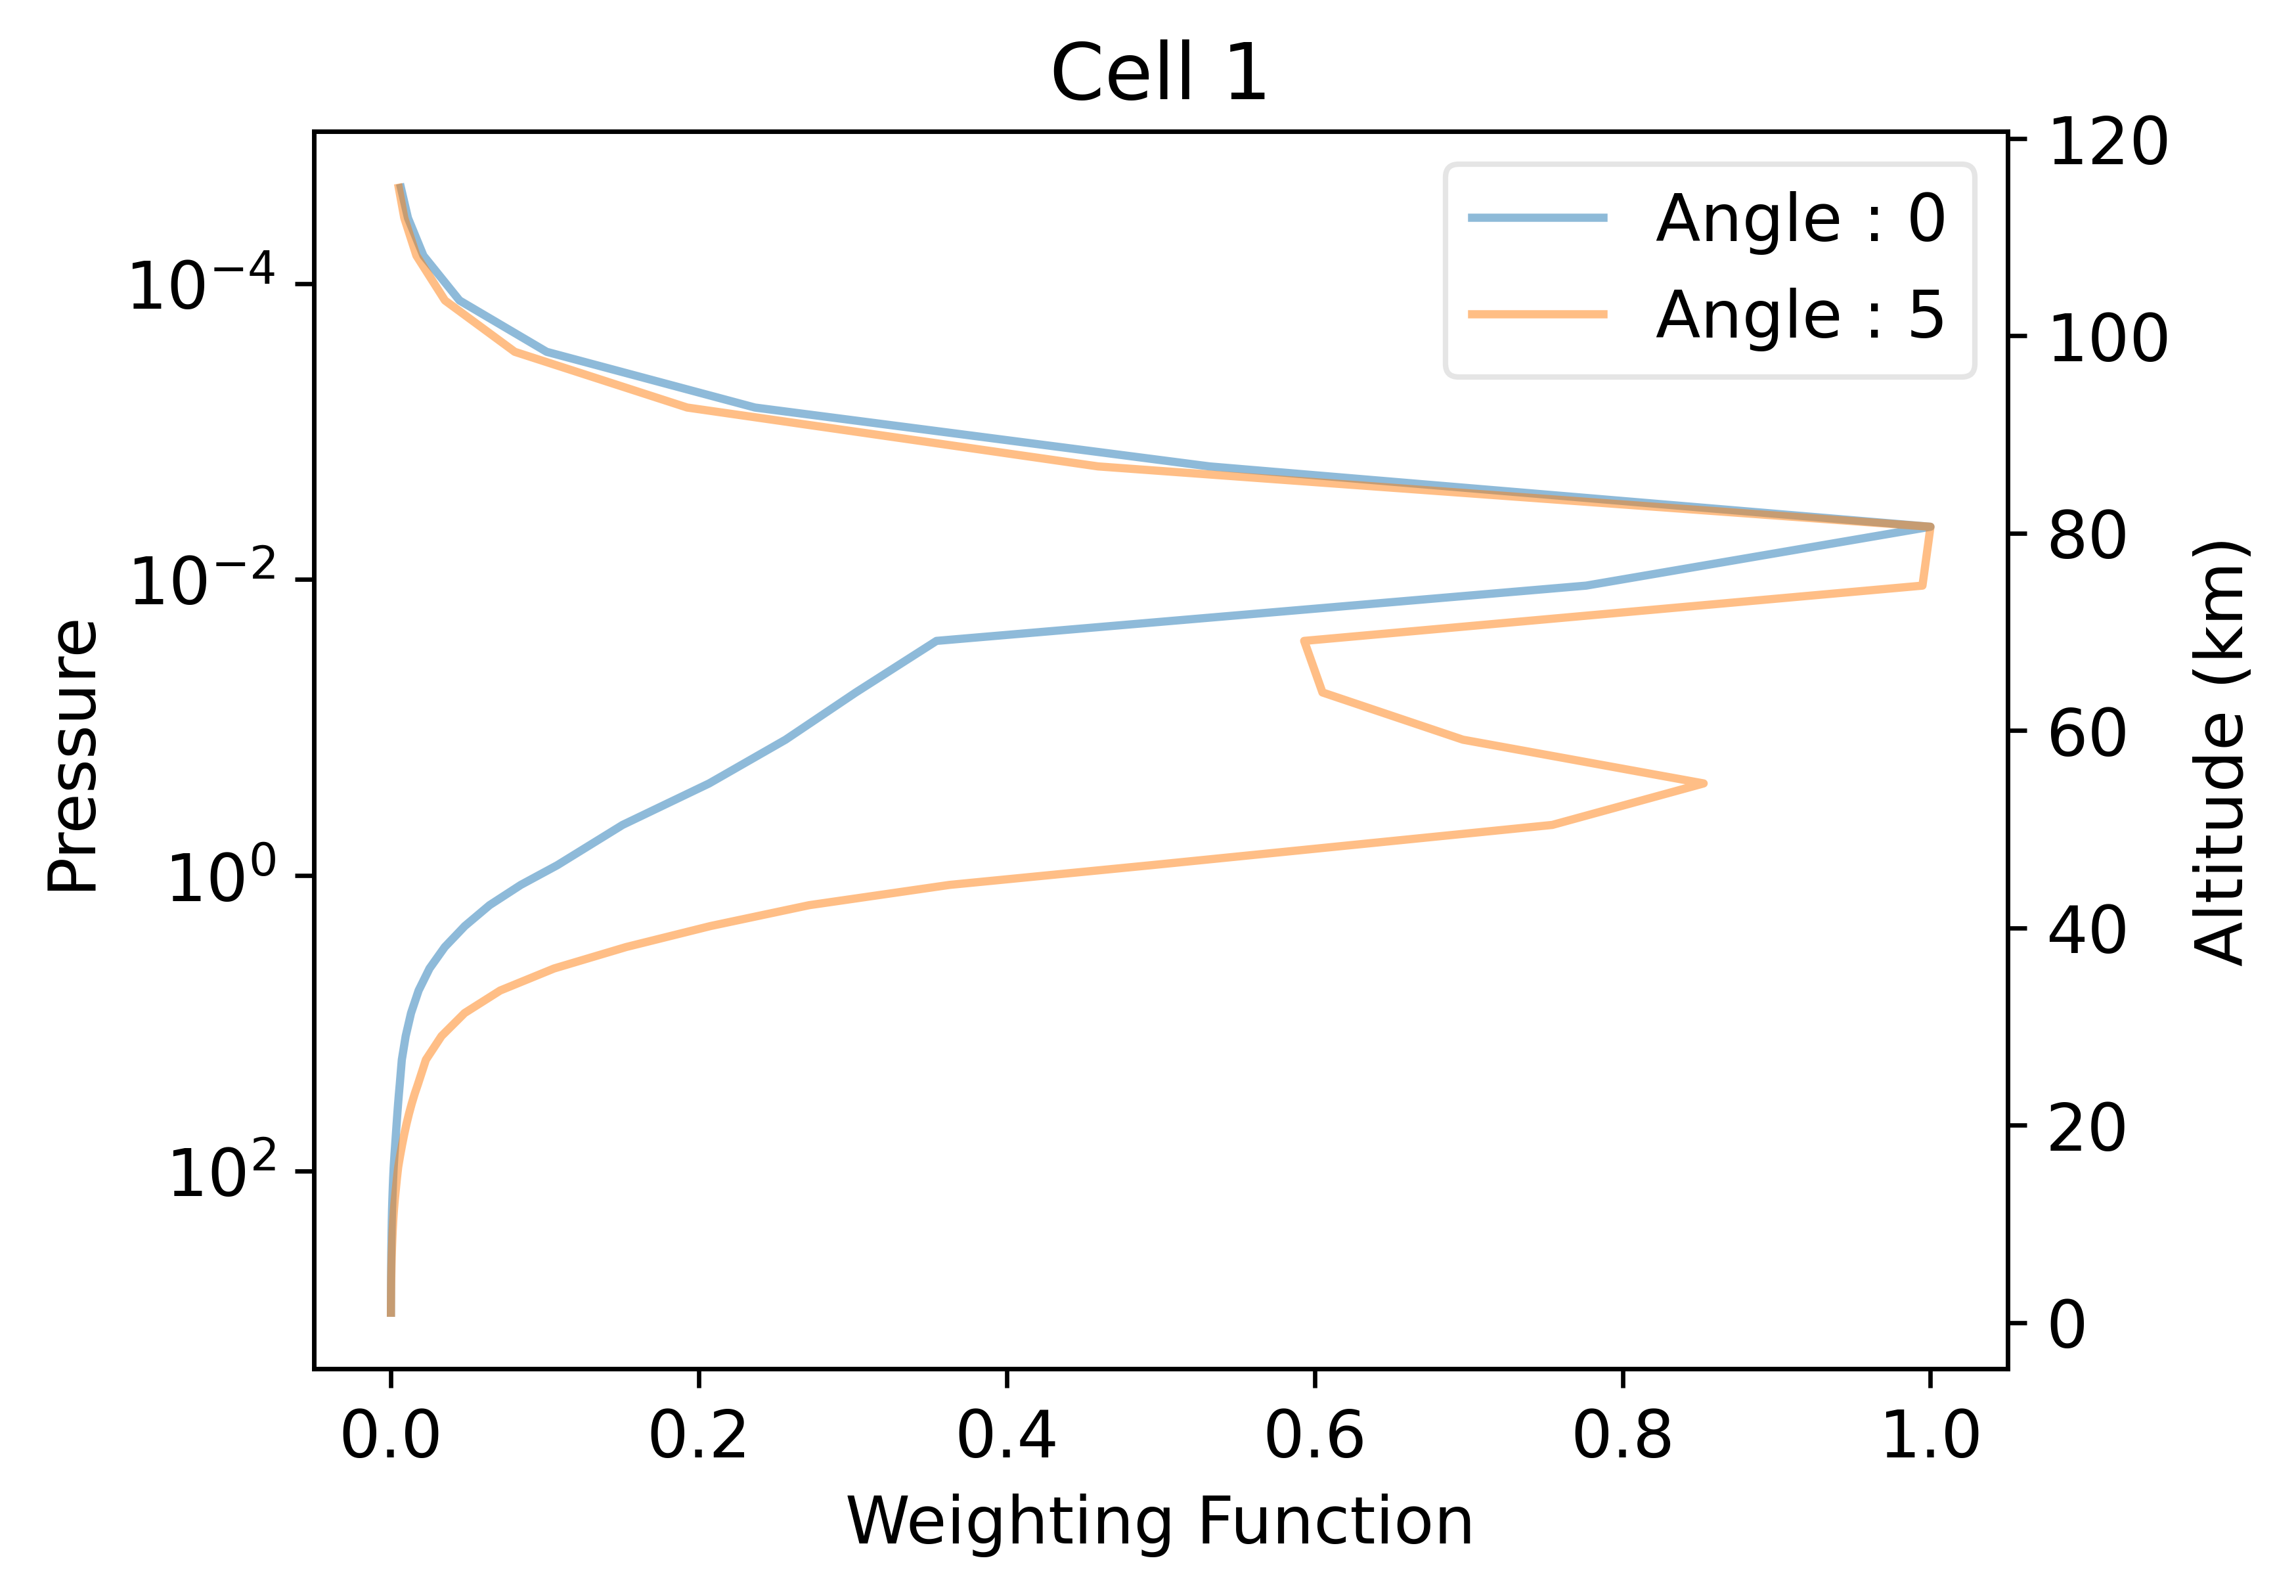 Cell 1
Angle : 0
Angle : 5
Pressure
10⁻⁴
10⁻²
10⁰
10²
120
100
80
60
40
20
0
Altitude (km)
0.0 0.2 0.4 0.6 0.8 1.0
Weighting Function